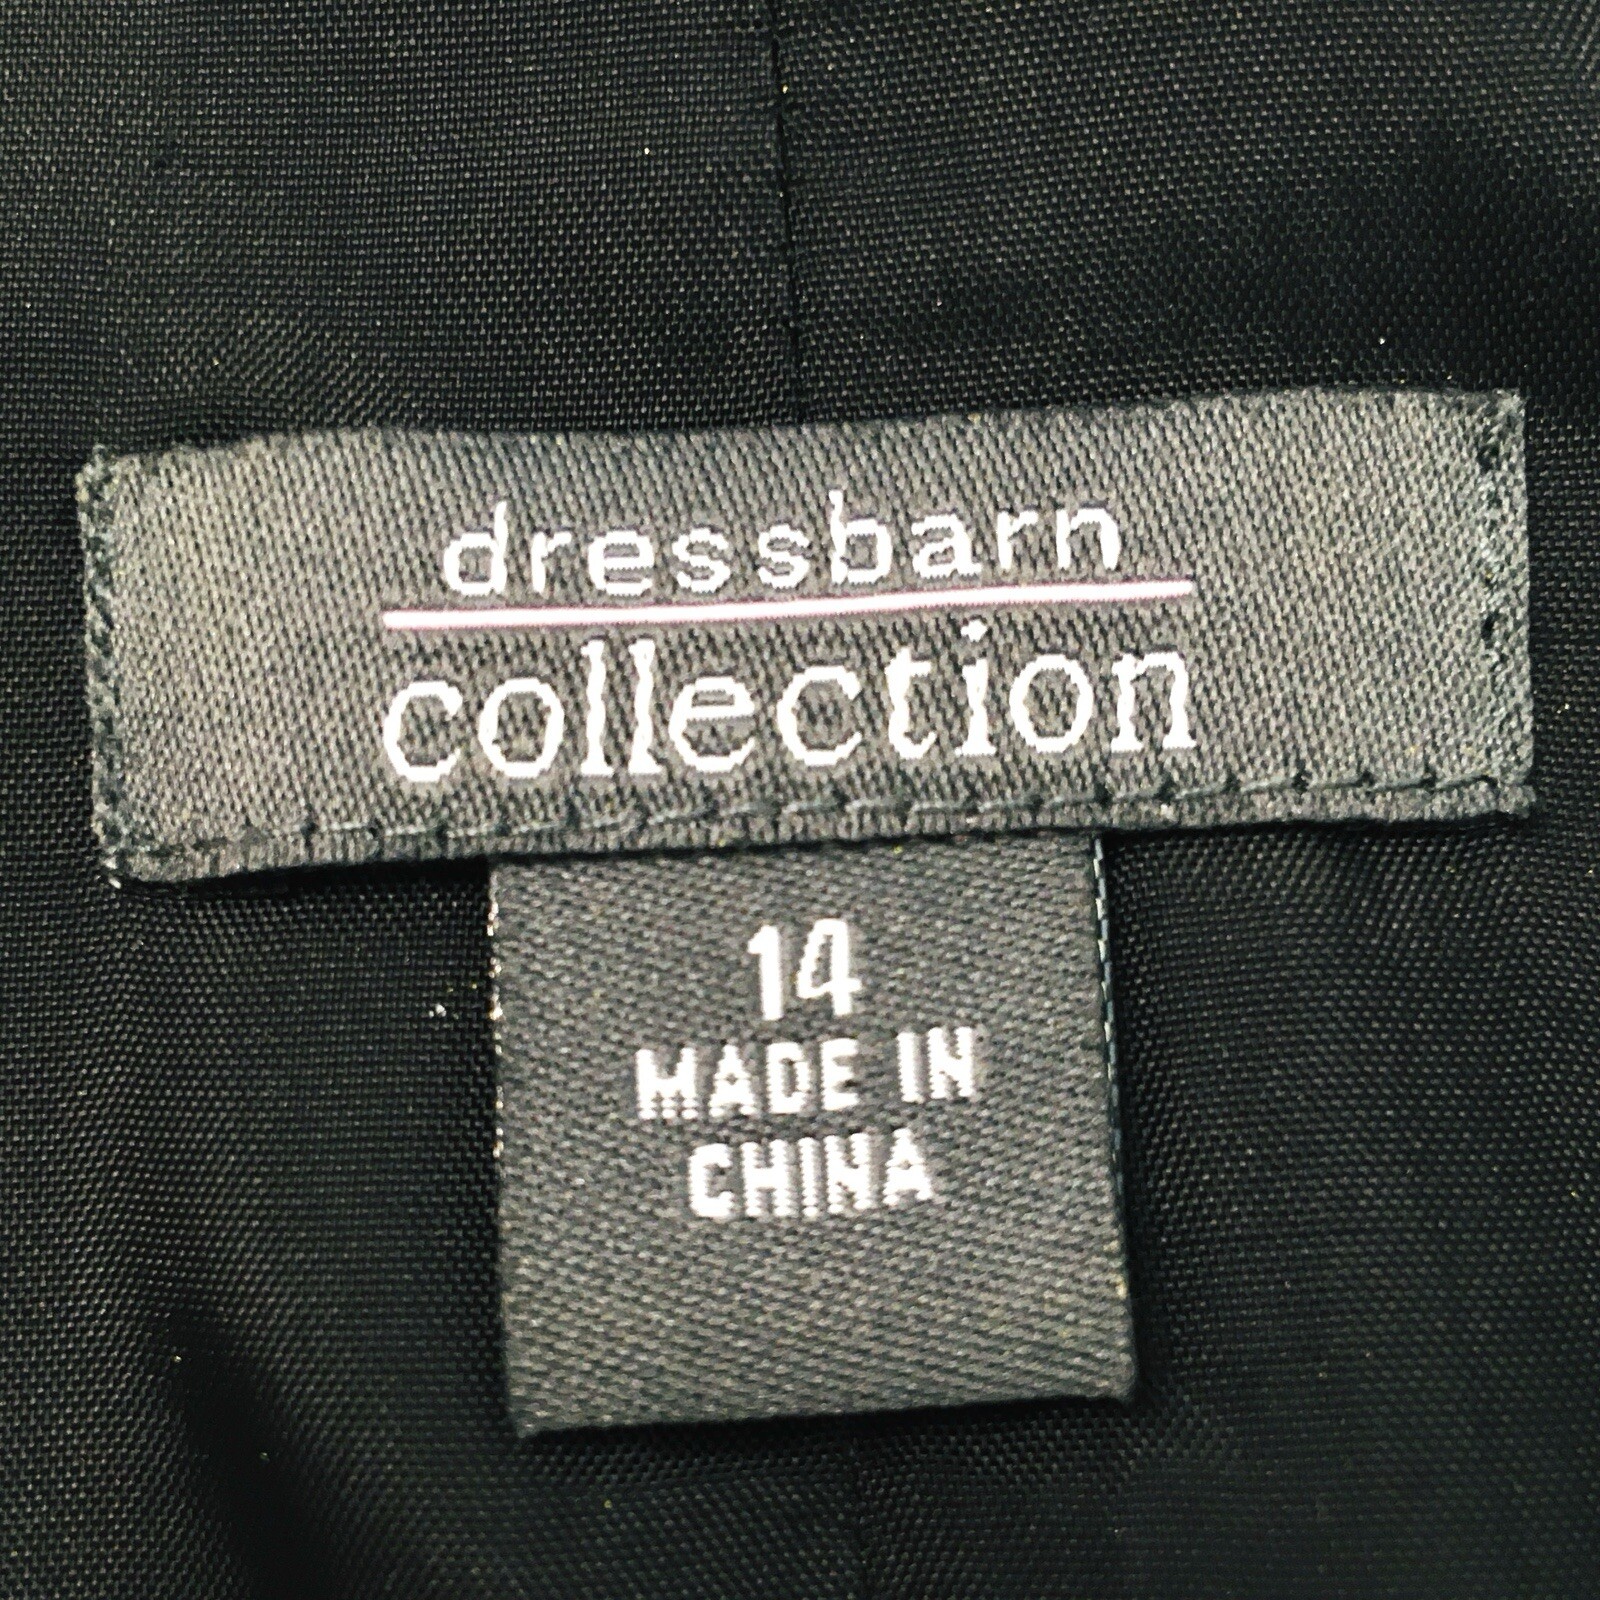 dressbarn
collection
14
MADE IN
CHINA